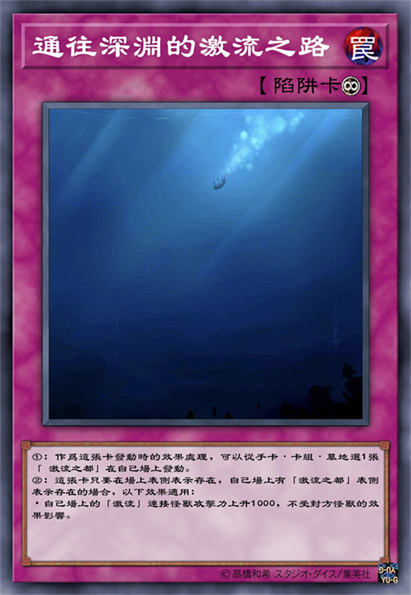 通往深淵的激流之路
罠
【陷阱卡♾】
①：作爲這張卡發動時的效果處理，可以從手卡・卡組・墓地選1張
「激流之都」在自己場上發動。
②：這張卡只要在場上表側表示存在，自己場上有「激流之都」表側
表示存在的場合，以下效果適用：
・自己場上的「激流」連接怪獸攻擊力上升1000，不受對方怪獸的效
果影響。
©高橋和希 スタジオ・ダイス/集英社